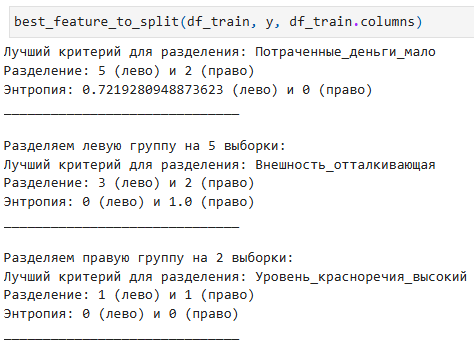 best_feature_to_split(df_train, y, df_train.columns)
Лучший критерий для разделения: Потраченные_деньги_мало
Разделение: 5 (лево) и 2 (право)
Энтропия: 0.7219280948873623 (лево) и 0 (право)
______________________________
Разделяем левую группу на 5 выборки:
Лучший критерий для разделения: Внешность_отталкивающая
Разделение: 3 (лево) и 2 (право)
Энтропия: 0 (лево) и 1.0 (право)
______________________________
Разделяем правую группу на 2 выборки:
Лучший критерий для разделения: Уровень_красноречия_высокий
Разделение: 1 (лево) и 1 (право)
Энтропия: 0 (лево) и 0 (право)
______________________________